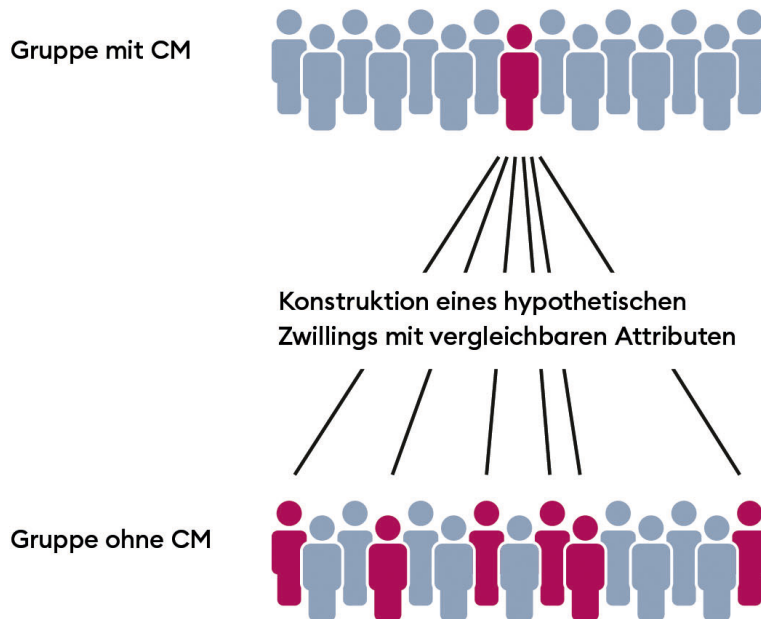 Gruppe mit CM
Konstruktion eines hypothetischen
Zwillings mit vergleichbaren Attributen
Gruppe ohne CM